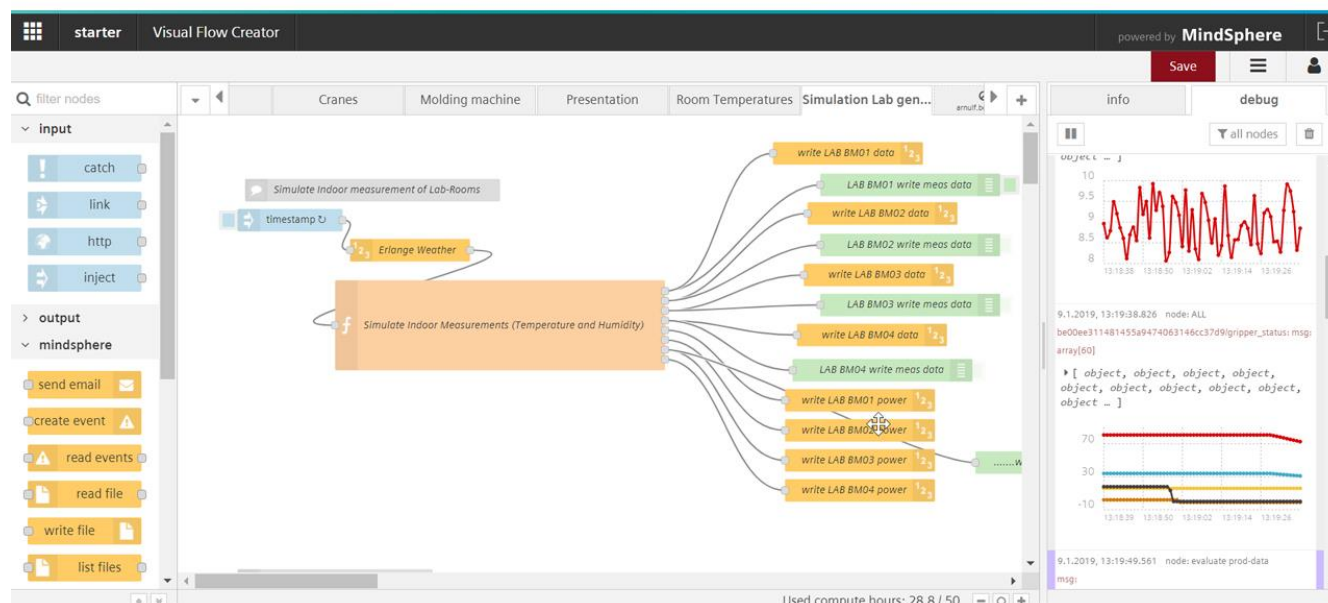 starter Visual Flow Creator powered by MindSphere
Save
filter nodes
Cranes Molding machine Presentation Room Temperatures Simulation Lab gen...
info debug
input
all nodes
catch
link
http
inject
output
mindsphere
send email
create event
read events
read file
write file
list files
Simulate Indoor measurement of Lab-Rooms
timestamp ↻
Erlange Weather
Simulate Indoor Measurements (Temperature and Humidity)
write LAB BM01 data
LAB BM01 write meas data
write LAB BM02 data
LAB BM02 write meas data
write LAB BM03 data
LAB BM03 write meas data
write LAB BM04 data
LAB BM04 write meas data
write LAB BM01 power
write LAB BM02 power
write LAB BM03 power
write LAB BM04 power
.......w
Used compute hours: 28.8 / 50
object … ]
10
9.5
9
8.5
8
13:18:38 13:18:50 13:19:02 13:19:14 13:19:26
9.1.2019, 13:19:38.826 node: ALL
be00ee311481455a9474063146cc37d9!gripper_status: msg:
array[60]
[ object, object, object, object,
object, object, object, object, object,
object … ]
70
30
-10
13:18:39 13:18:50 13:19:02 13:19:14 13:19:26
9.1.2019, 13:19:49.561 node: evaluate prod-data
msg: